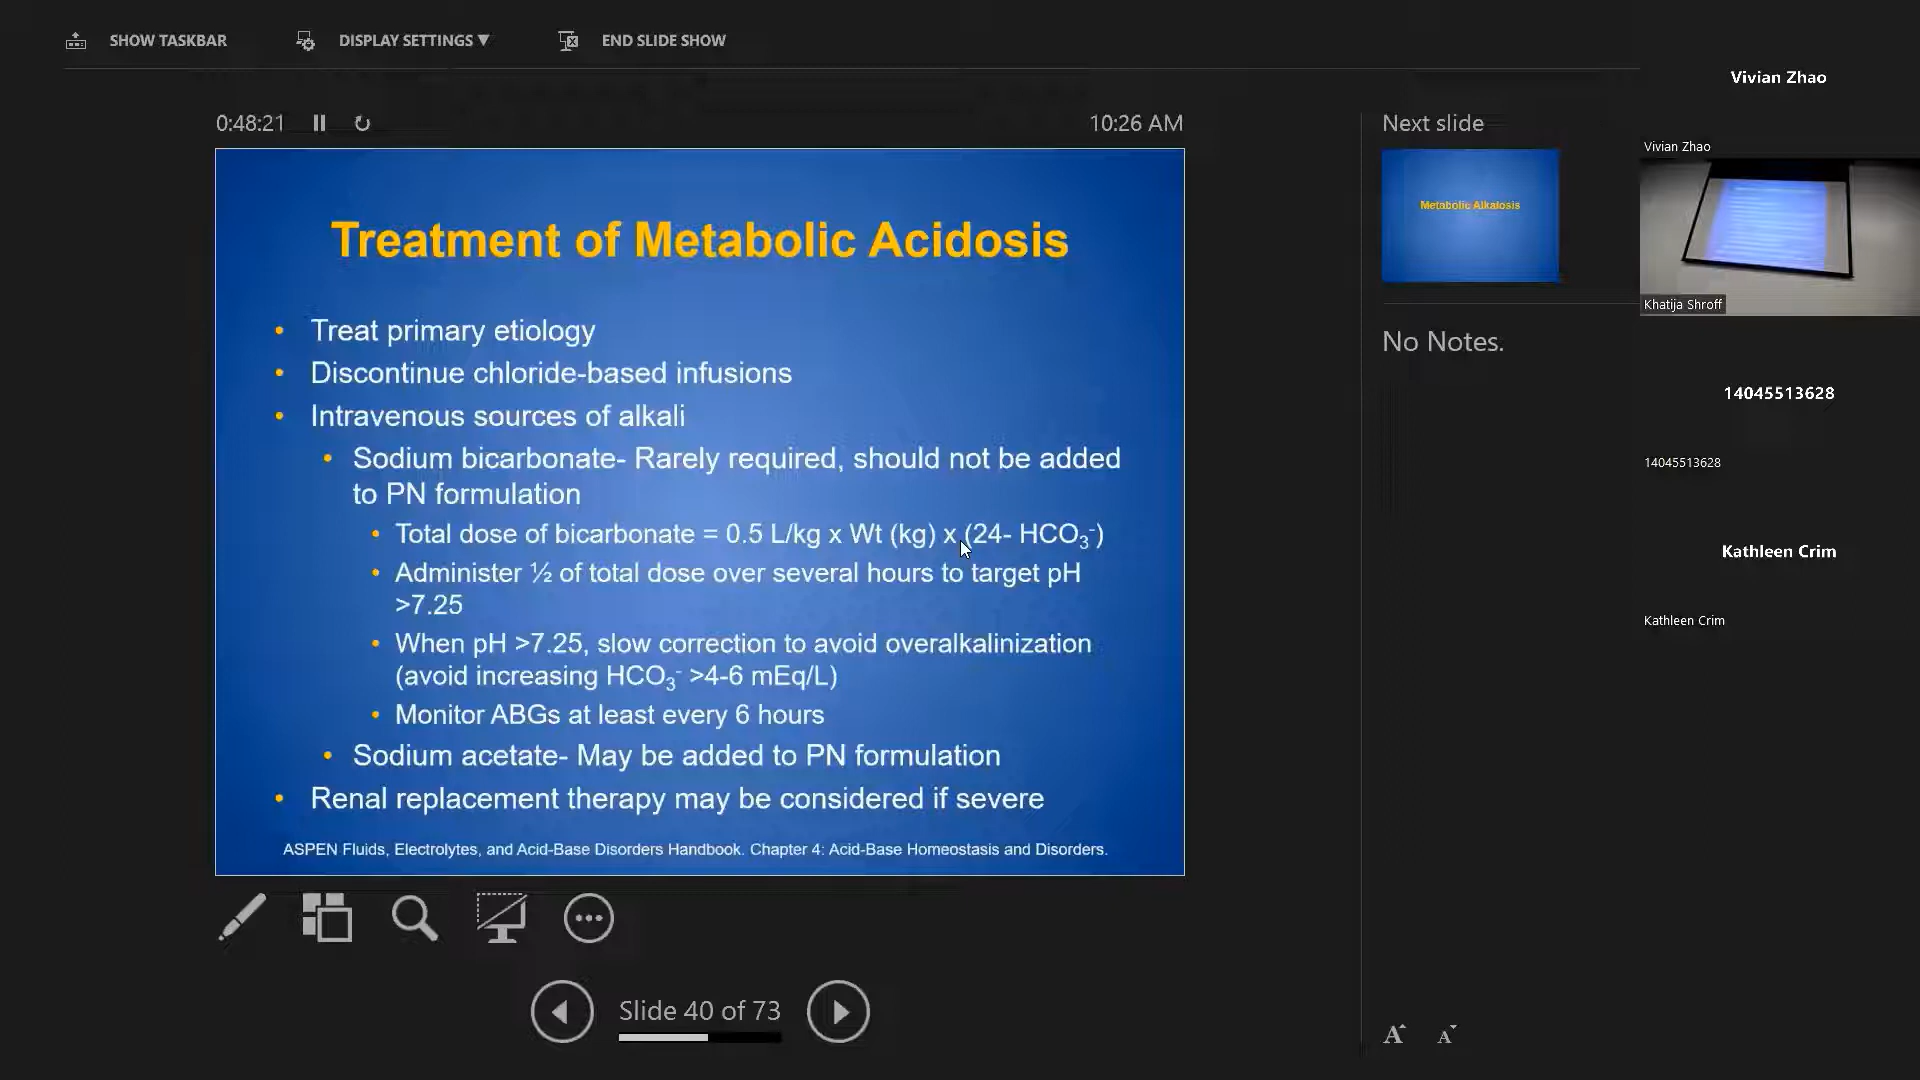 SHOW TASKBAR
DISPLAY SETTINGS ▼
END SLIDE SHOW
0:48:21
10:26 AM
Treatment of Metabolic Acidosis
• Treat primary etiology
• Discontinue chloride-based infusions
• Intravenous sources of alkali
• Sodium bicarbonate- Rarely required, should not be added
to PN formulation
• Total dose of bicarbonate = 0.5 L/kg x Wt (kg) x (24- HCO₃⁻)
• Administer ½ of total dose over several hours to target pH
>7.25
• When pH >7.25, slow correction to avoid overalkalinization
(avoid increasing HCO₃⁻ >4-6 mEq/L)
• Monitor ABGs at least every 6 hours
• Sodium acetate- May be added to PN formulation
• Renal replacement therapy may be considered if severe
ASPEN Fluids, Electrolytes, and Acid-Base Disorders Handbook. Chapter 4: Acid-Base Homeostasis and Disorders.
Slide 40 of 73
Next slide
Metabolic Alkalosis
No Notes.
A A
Vivian Zhao
Vivian Zhao
Khatija Shroff
14045513628
14045513628
Kathleen Crim
Kathleen Crim